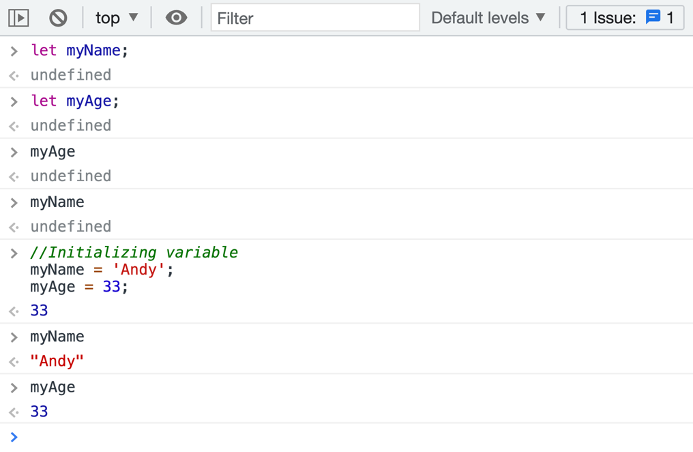 top ▼ Filter Default levels ▼ 1 Issue: 1
> let myName;
<· undefined
> let myAge;
<· undefined
> myAge
<· undefined
> myName
<· undefined
> //Initializing variable
myName = 'Andy';
myAge = 33;
<· 33
> myName
<· "Andy"
> myAge
<· 33
>